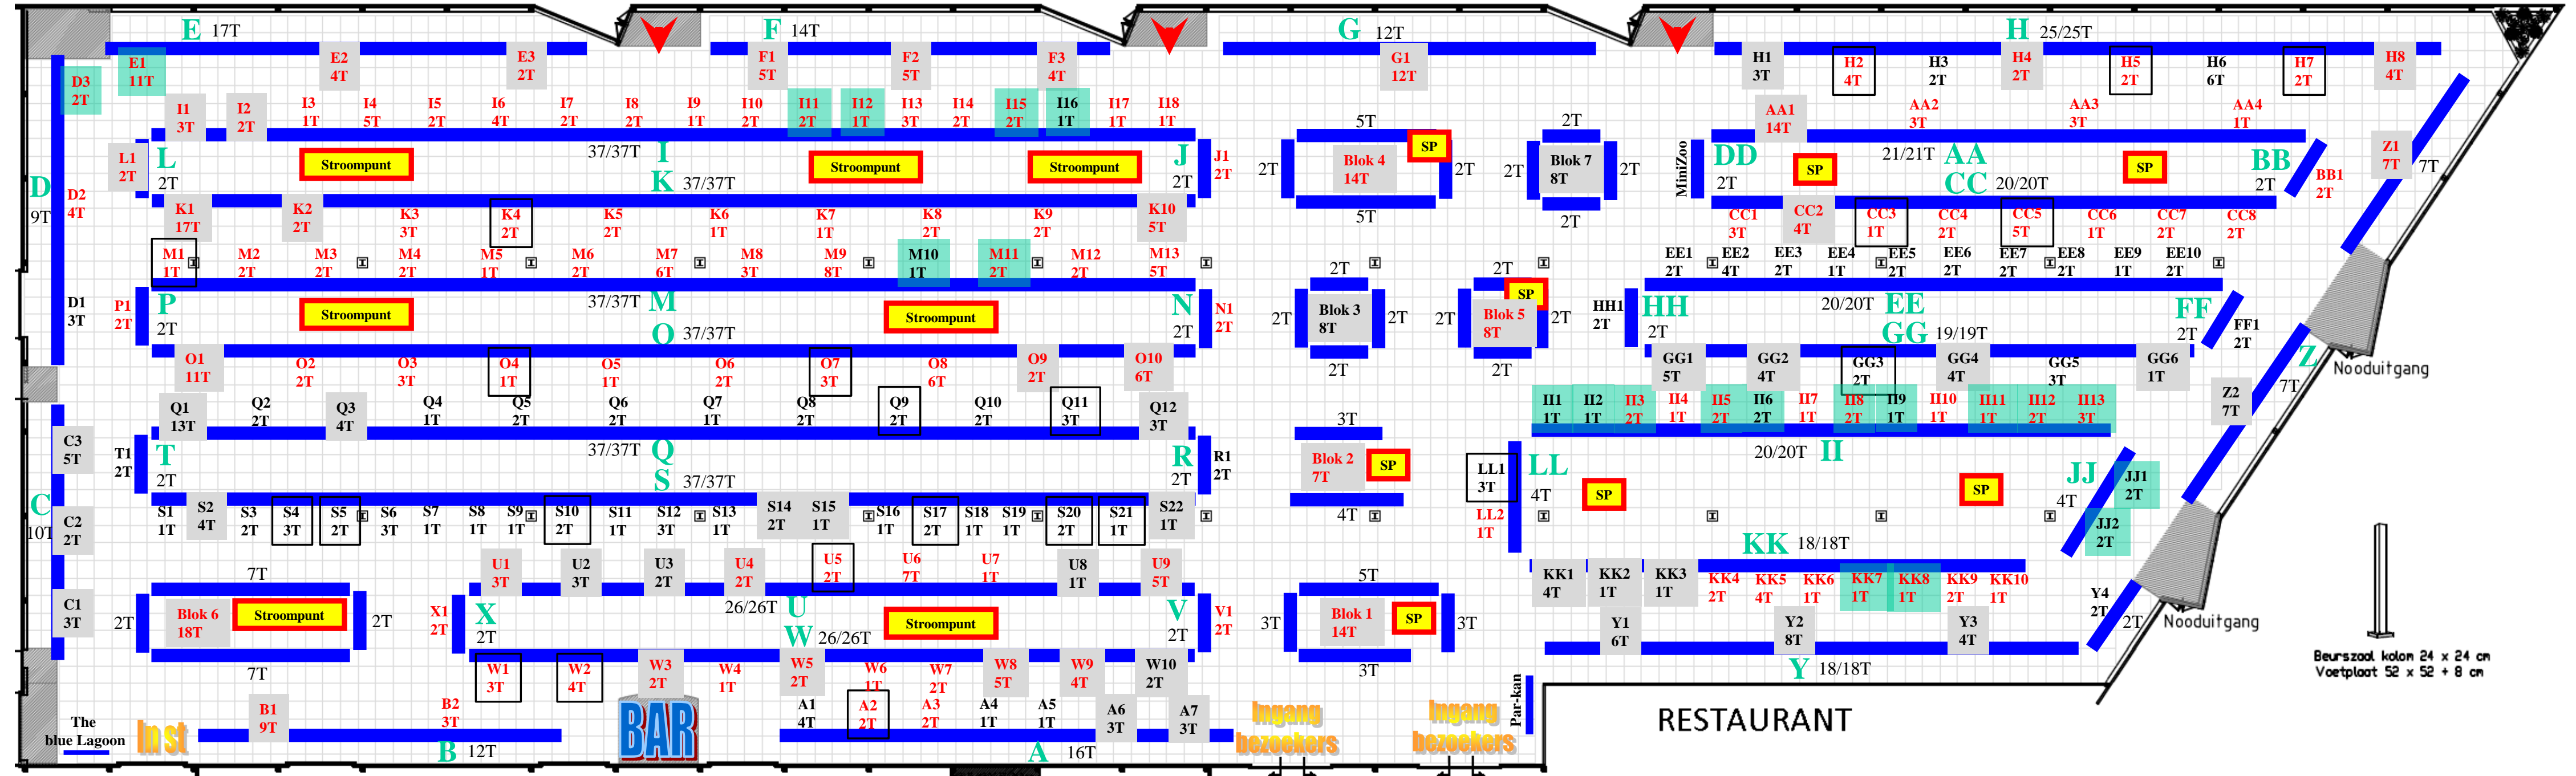 E 17T F 14T G 12T H 25/25T
D3 E1 E2 E3 F1 F2 F3 G1 H1 H2 H3 H4 H5 H6 H7 H8
2T 11T 4T 2T 5T 5T 4T 12T 3T 4T 2T 2T 2T 6T 2T 4T
I1 I2 I3 I4 I5 I6 I7 I8 I9 I10 I11 I12 I13 I14 I15 I16 I17 I18 AA1 AA2 AA3 AA4
3T 2T 1T 5T 2T 4T 2T 2T 1T 2T 2T 1T 3T 2T 2T 1T 1T 1T 14T 3T 3T 1T
5T 2T
37/37T I 21/21T AA
L1 L Stroompunt Stroompunt Stroompunt J J1 2T Blok 4 SP 2T 2T Blok 7 2T MiniZoo DD SP SP BB BB1 Z1 7T
2T 2T 2T 2T 14T 8T 2T 2T 2T 7T
K 37/37T CC 20/20T
D D2 5T 2T
9T 4T
K1 K2 K3 K4 K5 K6 K7 K8 K9 K10 CC1 CC2 CC3 CC4 CC5 CC6 CC7 CC8
17T 2T 3T 2T 2T 1T 1T 2T 2T 5T 3T 4T 1T 2T 5T 1T 2T 2T
M1 M2 M3 M4 M5 M6 M7 M8 M9 M10 M11 M12 M13 EE1 EE2 EE3 EE4 EE5 EE6 EE7 EE8 EE9 EE10
1T 2T 2T 2T 1T 2T 6T 3T 8T 1T 2T 2T 5T 2T 4T 2T 1T 2T 2T 2T 2T 1T 2T
2T 2T
37/37T M 20/20T EE
D1 P1 P Stroompunt Stroompunt N N1 2T Blok 3 2T 2T Blok 5 SP 2T HH1 HH FF FF1
3T 2T 2T 2T 2T 8T 8T 2T 2T 2T 2T
O 37/37T GG 19/19T
2T 2T Z 7T Nooduitgang
O1 O2 O3 O4 O5 O6 O7 O8 O9 O10 GG1 GG2 GG3 GG4 GG5 GG6
11T 2T 3T 1T 1T 2T 3T 6T 2T 6T 5T 4T 2T 4T 3T 1T
Q1 Q2 Q3 Q4 Q5 Q6 Q7 Q8 Q9 Q10 Q11 Q12 II1 II2 II3 II4 II5 II6 II7 II8 II9 II10 II11 II12 II13 Z2
13T 2T 4T 1T 2T 2T 1T 2T 2T 2T 3T 3T 1T 1T 2T 1T 2T 2T 1T 2T 1T 1T 1T 2T 3T 7T
3T
37/37T Q 20/20T II
C3 T1 T R R1 Blok 2 SP LL1 LL SP SP JJ JJ1
5T 2T 2T 2T 2T 7T 3T 4T 4T 2T
S 37/37T
4T
C C2 S1 S2 S3 S4 S5 S6 S7 S8 S9 S10 S11 S12 S13 S14 S15 S16 S17 S18 S19 S20 S21 S22 LL2 JJ2
10T 2T 1T 4T 2T 3T 2T 3T 1T 1T 1T 2T 1T 3T 1T 2T 1T 1T 2T 1T 1T 2T 1T 1T 1T 2T
KK 18/18T
7T U1 U2 U3 U4 U5 U6 U7 U8 U9 5T KK1 KK2 KK3 KK4 KK5 KK6 KK7 KK8 KK9 KK10 Y4
3T 3T 2T 2T 2T 7T 1T 1T 5T 4T 1T 1T 2T 4T 1T 1T 1T 2T 1T 2T
26/26T U
C1 2T Blok 6 Stroompunt 2T X1 X Stroompunt V V1 3T Blok 1 SP 3T Y1 Y2 Y3 2T Nooduitgang
3T 18T 2T 2T 2T 2T 14T 6T 8T 4T
W 26/26T
7T 3T Y 18/18T
W1 W2 W3 W4 W5 W6 W7 W8 W9 W10
3T 4T 2T 1T 2T 1T 2T 5T 4T 2T
B1 B2 A1 A2 A3 A4 A5 A6 A7
9T 3T 4T 2T 2T 1T 1T 3T 3T
The
blue Lagoon
In st BAR Ingang
bezoekers Ingang
bezoekers Par-kan RESTAURANT
B 12T A 16T
Beurszaal kolom 24 x 24 cm
Voetplaat 52 x 52 + 8 cm